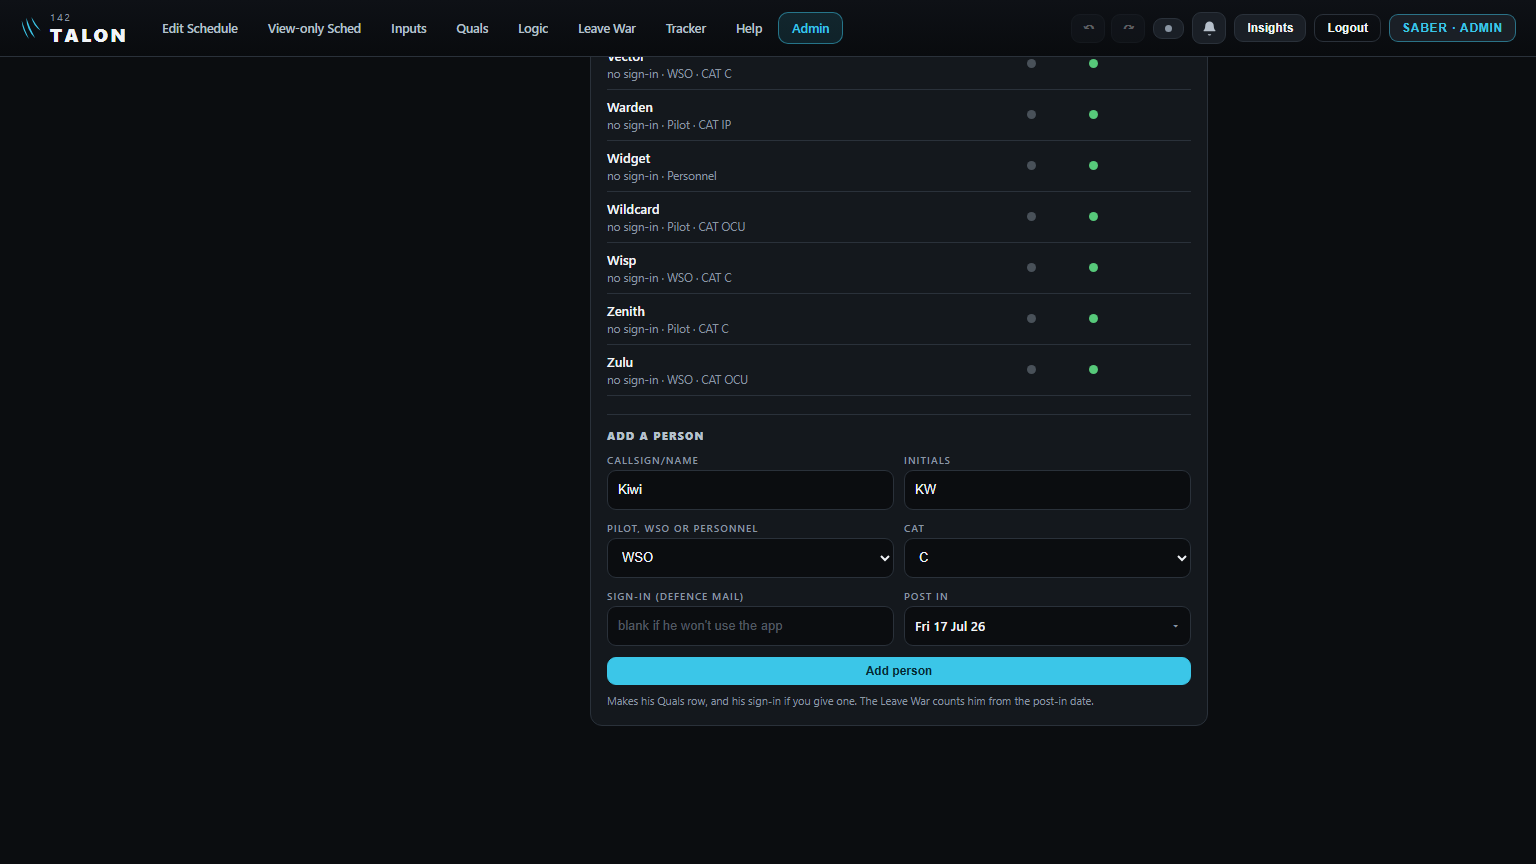 142
TALON
Edit Schedule
View-only Sched
Inputs
Quals
Logic
Leave War
Tracker
Help
Admin
Insights
Logout
SABER · ADMIN
Vector
no sign-in · WSO · CAT C
Warden
no sign-in · Pilot · CAT IP
Widget
no sign-in · Personnel
Wildcard
no sign-in · Pilot · CAT OCU
Wisp
no sign-in · WSO · CAT C
Zenith
no sign-in · Pilot · CAT C
Zulu
no sign-in · WSO · CAT OCU
ADD A PERSON
CALLSIGN/NAME
INITIALS
Kiwi
KW
PILOT, WSO OR PERSONNEL
CAT
WSO
C
SIGN-IN (DEFENCE MAIL)
POST IN
blank if he won't use the app
Fri 17 Jul 26
Add person
Makes his Quals row, and his sign-in if you give one. The Leave War counts him from the post-in date.